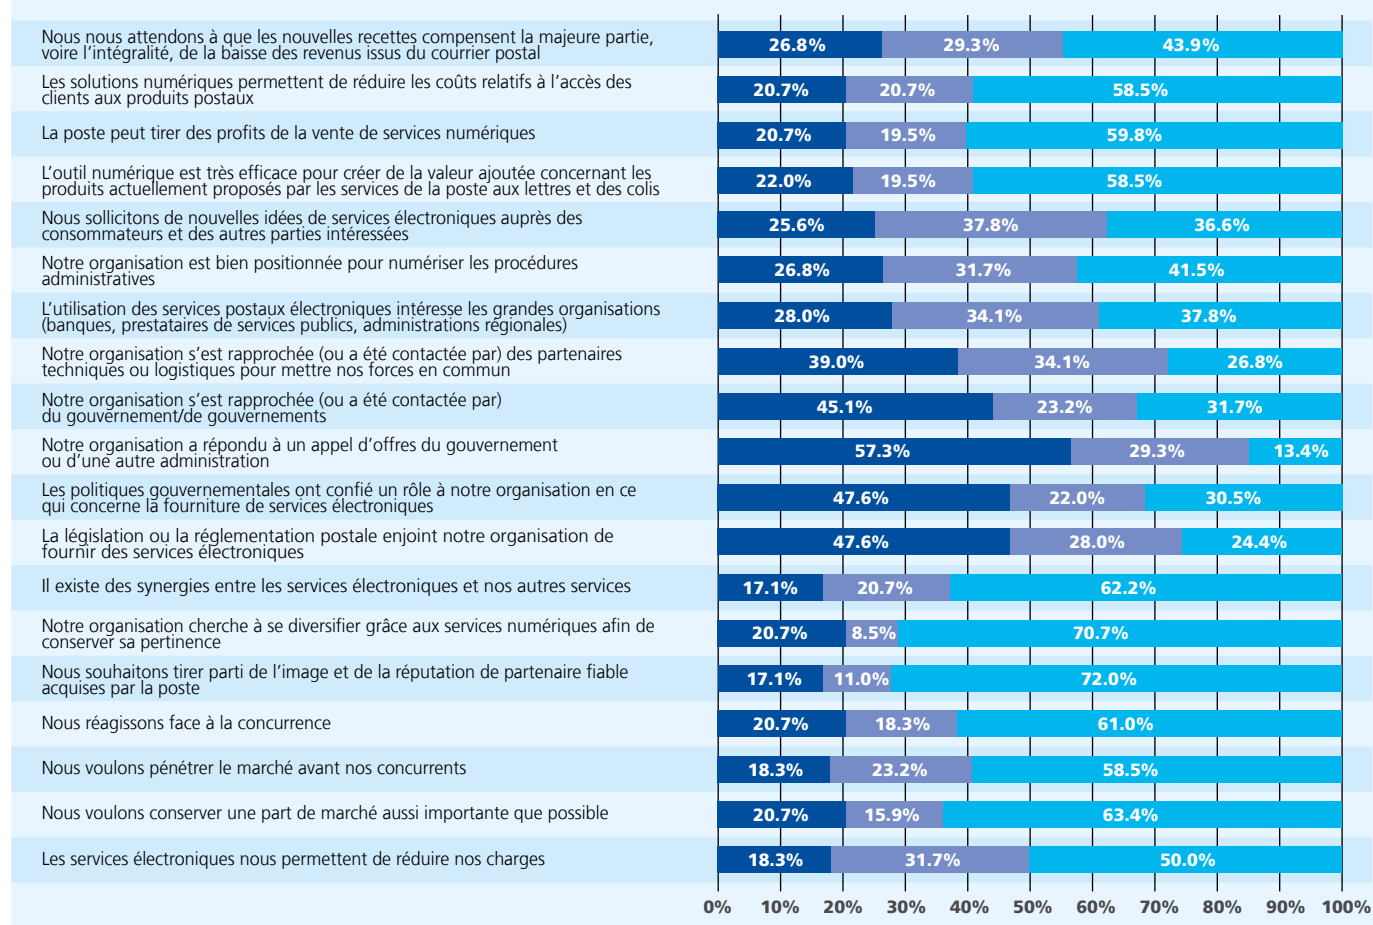 Nous nous attendons à que les nouvelles recettes compensent la majeure partie,
voire l’intégralité, de la baisse des revenus issus du courrier postal
26.8% 29.3% 43.9%
Les solutions numériques permettent de réduire les coûts relatifs à l’accès des
clients aux produits postaux
20.7% 20.7% 58.5%
La poste peut tirer des profits de la vente de services numériques
20.7% 19.5% 59.8%
L’outil numérique est très efficace pour créer de la valeur ajoutée concernant les
produits actuellement proposés par les services de la poste aux lettres et des colis
22.0% 19.5% 58.5%
Nous sollicitons de nouvelles idées de services électroniques auprès des
consommateurs et des autres parties intéressées
25.6% 37.8% 36.6%
Notre organisation est bien positionnée pour numériser les procédures
administratives
26.8% 31.7% 41.5%
L’utilisation des services postaux électroniques intéresse les grandes organisations
(banques, prestataires de services publics, administrations régionales)
28.0% 34.1% 37.8%
Notre organisation s’est rapprochée (ou a été contactée par) des partenaires
techniques ou logistiques pour mettre nos forces en commun
39.0% 34.1% 26.8%
Notre organisation s’est rapprochée (ou a été contactée par)
du gouvernement/de gouvernements
45.1% 23.2% 31.7%
Notre organisation a répondu à un appel d’offres du gouvernement
ou d’une autre administration
57.3% 29.3% 13.4%
Les politiques gouvernementales ont confié un rôle à notre organisation en ce
qui concerne la fourniture de services électroniques
47.6% 22.0% 30.5%
La législation ou la réglementation postale enjoint notre organisation de
fournir des services électroniques
47.6% 28.0% 24.4%
Il existe des synergies entre les services électroniques et nos autres services
17.1% 20.7% 62.2%
Notre organisation cherche à se diversifier grâce aux services numériques afin de
conserver sa pertinence
20.7% 8.5% 70.7%
Nous souhaitons tirer parti de l’image et de la réputation de partenaire fiable
acquises par la poste
17.1% 11.0% 72.0%
Nous réagissons face à la concurrence
20.7% 18.3% 61.0%
Nous voulons pénétrer le marché avant nos concurrents
18.3% 23.2% 58.5%
Nous voulons conserver une part de marché aussi importante que possible
20.7% 15.9% 63.4%
Les services électroniques nous permettent de réduire nos charges
18.3% 31.7% 50.0%
0% 10% 20% 30% 40% 50% 60% 70% 80% 90% 100%